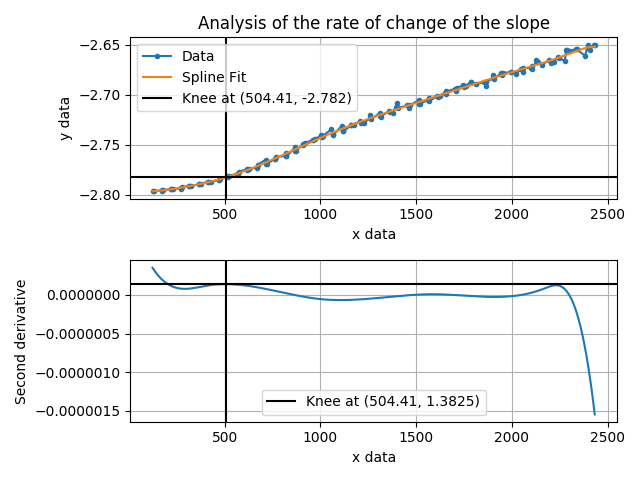 Analysis of the rate of change of the slope
−2.65
−2.70
−2.75
−2.80
y data
Data
Spline Fit
Knee at (504.41, -2.782)
500
1000
1500
2000
2500
x data
0.0000000
−0.0000005
−0.0000010
−0.0000015
Second derivative
Knee at (504.41, 1.3825)
500
1000
1500
2000
2500
x data